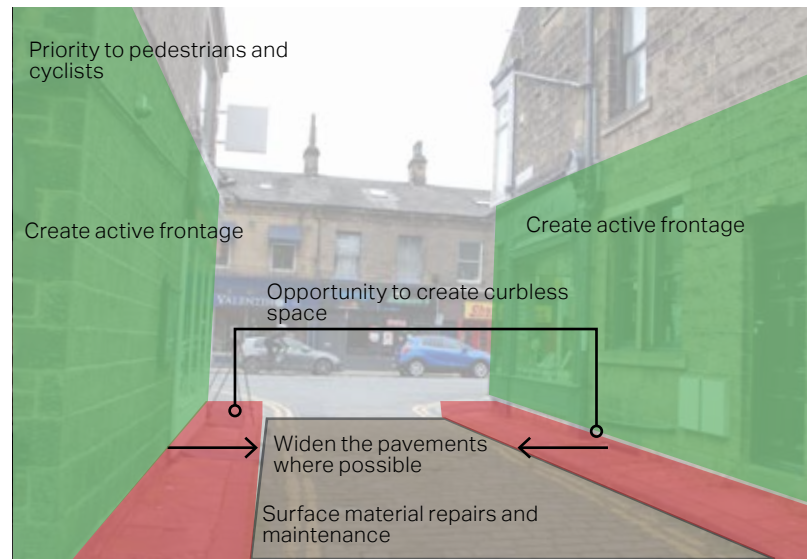 Priority to pedestrians and
cyclists
Create active frontage
Create active frontage
Opportunity to create curbless
space
VALENTIN
Widen the pavements
where possible
Surface material repairs and
maintenance